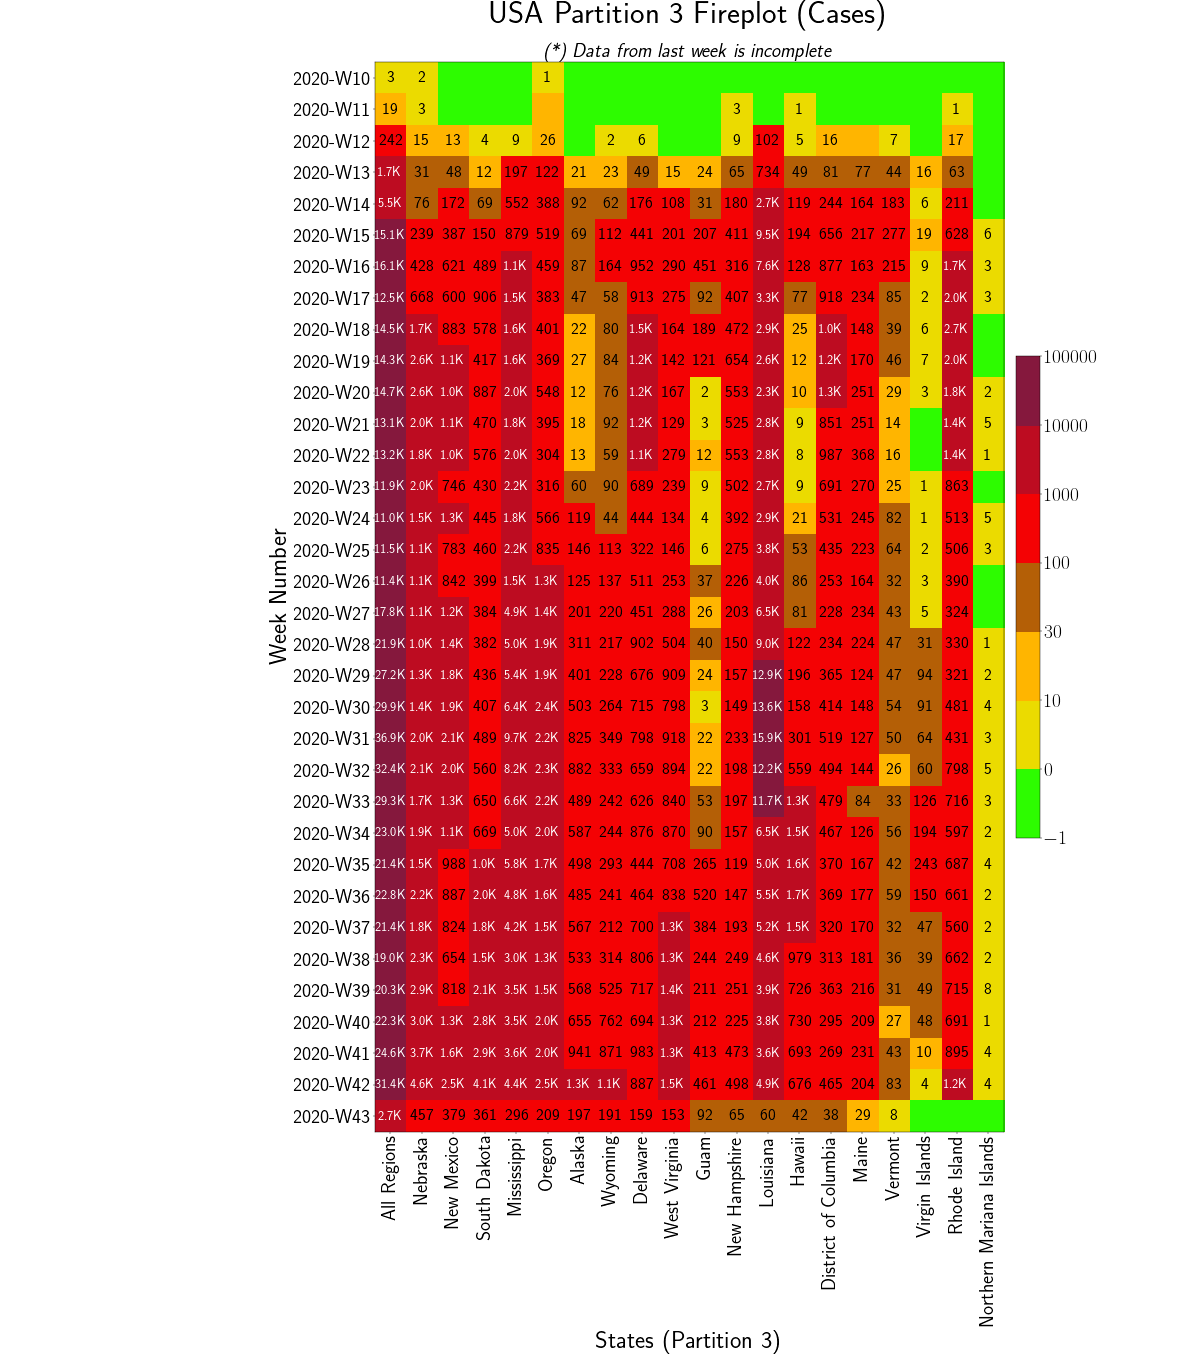 USA Partition 3 Fireplot (Cases)
(*) Data from last week is incomplete
2020-W10 3 2 1
2020-W11 19 3 3 1 1
2020-W12 242 15 13 4 9 26 2 6 9 102 5 16 7 17
2020-W13 1.7K 31 48 12 197 122 21 23 49 15 24 65 734 49 81 77 44 16 63
2020-W14 5.5K 76 172 69 552 388 92 62 176 108 31 180 2.7K 119 244 164 183 6 211
2020-W15 15.1K 239 387 150 879 519 69 112 441 201 207 411 9.5K 194 656 217 277 19 628 6
2020-W16 16.1K 428 621 489 1.1K 459 87 164 952 290 451 316 7.6K 128 877 163 215 9 1.7K 3
2020-W17 12.5K 668 600 906 1.5K 383 47 58 913 275 92 407 3.3K 77 918 234 85 2 2.0K 3
2020-W18 14.5K 1.7K 883 578 1.6K 401 22 80 1.5K 164 189 472 2.9K 25 1.0K 148 39 6 2.7K
2020-W19 14.3K 2.6K 1.1K 417 1.6K 369 27 84 1.2K 142 121 654 2.6K 12 1.2K 170 46 7 2.0K
2020-W20 14.7K 2.6K 1.0K 887 2.0K 548 12 76 1.2K 167 2 553 2.3K 10 1.3K 251 29 3 1.8K 2
2020-W21 13.1K 2.0K 1.1K 470 1.8K 395 18 92 1.2K 129 3 525 2.8K 9 851 251 14 1.4K 5
2020-W22 13.2K 1.8K 1.0K 576 2.0K 304 13 59 1.1K 279 12 553 2.8K 8 987 368 16 1.4K 1
2020-W23 11.9K 2.0K 746 430 2.2K 316 60 90 689 239 9 502 2.7K 9 691 270 25 1 863
2020-W24 11.0K 1.5K 1.3K 445 1.8K 566 119 44 444 134 4 392 2.9K 21 531 245 82 1 513 5
2020-W25 11.5K 1.1K 783 460 2.2K 835 146 113 322 146 6 275 3.8K 53 435 223 64 2 506 3
2020-W26 11.4K 1.1K 842 399 1.5K 1.3K 125 137 511 253 37 226 4.0K 86 253 164 32 3 390
2020-W27 17.8K 1.1K 1.2K 384 4.9K 1.4K 201 220 451 288 26 203 6.5K 81 228 234 43 5 324
2020-W28 21.9K 1.0K 1.4K 382 5.0K 1.9K 311 217 902 504 40 150 9.0K 122 234 224 47 31 330 1
2020-W29 27.2K 1.3K 1.8K 436 5.4K 1.9K 401 228 676 909 24 157 12.9K 196 365 124 47 94 321 2
2020-W30 29.9K 1.4K 1.9K 407 6.4K 2.4K 503 264 715 798 3 149 13.6K 158 414 148 54 91 481 4
2020-W31 36.9K 2.0K 2.1K 489 9.7K 2.2K 825 349 798 918 22 233 15.9K 301 519 127 50 64 431 3
2020-W32 32.4K 2.1K 2.0K 560 8.2K 2.3K 882 333 659 894 22 198 12.2K 559 494 144 26 60 798 5
2020-W33 29.3K 1.7K 1.3K 650 6.6K 2.2K 489 242 626 840 53 197 11.7K 1.3K 479 84 33 126 716 3
2020-W34 23.0K 1.9K 1.1K 669 5.0K 2.0K 587 244 876 870 90 157 6.5K 1.5K 467 126 56 194 597 2
2020-W35 21.4K 1.5K 988 1.0K 5.8K 1.7K 498 293 444 708 265 119 5.0K 1.6K 370 167 42 243 687 4
2020-W36 22.8K 2.2K 887 2.0K 4.8K 1.6K 485 241 464 838 520 147 5.5K 1.7K 369 177 59 150 661 2
2020-W37 21.4K 1.8K 824 1.8K 4.2K 1.5K 567 212 700 1.3K 384 193 5.2K 1.5K 320 170 32 47 560 2
2020-W38 19.0K 2.3K 654 1.5K 3.0K 1.3K 533 314 806 1.3K 244 249 4.6K 979 313 181 36 39 662 2
2020-W39 20.3K 2.9K 818 2.1K 3.5K 1.5K 568 525 717 1.4K 211 251 3.9K 726 363 216 31 49 715 8
2020-W40 22.3K 3.0K 1.3K 2.8K 3.5K 2.0K 655 762 694 1.3K 212 225 3.8K 730 295 209 27 48 691 1
2020-W41 24.6K 3.7K 1.6K 2.9K 3.6K 2.0K 941 871 983 1.3K 413 473 3.6K 693 269 231 43 10 895 4
2020-W42 31.4K 4.6K 2.5K 4.1K 4.4K 2.5K 1.3K 1.1K 887 1.5K 461 498 4.9K 676 465 204 83 4 1.2K 4
2020-W43 2.7K 457 379 361 296 209 197 191 159 153 92 65 60 42 38 29 8
Week Number
All Regions
Nebraska
New Mexico
South Dakota
Mississippi
Oregon
Alaska
Wyoming
Delaware
West Virginia
Guam
New Hampshire
Louisiana
Hawaii
District of Columbia
Maine
Vermont
Virgin Islands
Rhode Island
Northern Mariana Islands
States (Partition 3)
100000
10000
1000
100
30
10
0
−1